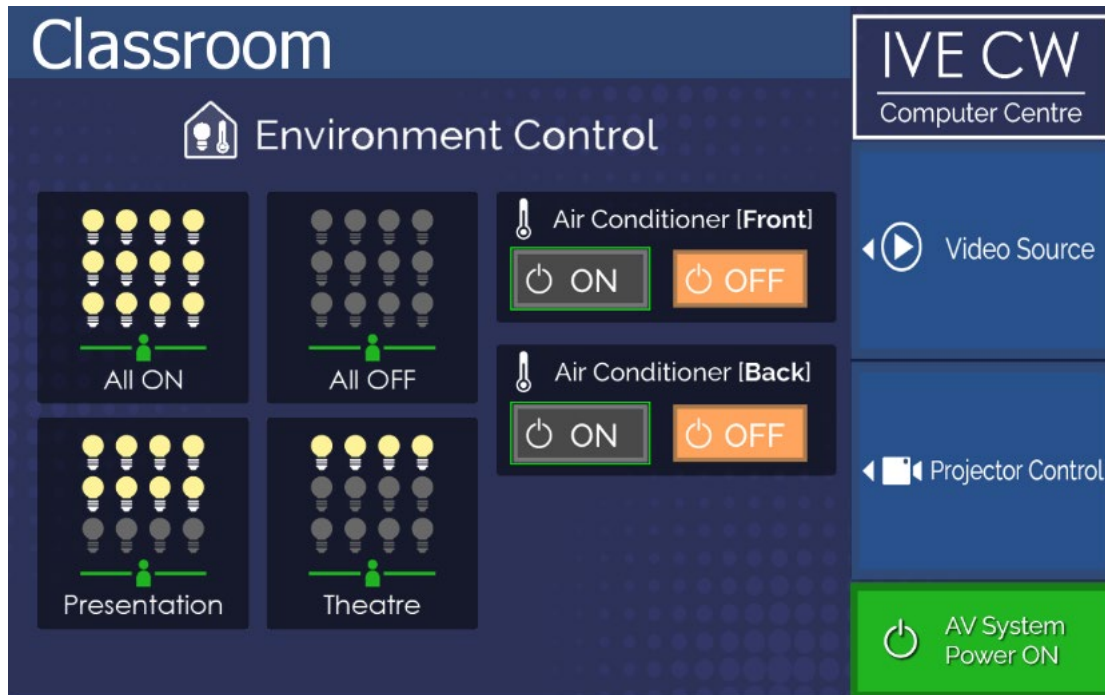 Classroom
IVE CW
Computer Centre
Environment Control
All ON
All OFF
Presentation
Theatre
Air Conditioner [Front]
ON
OFF
Air Conditioner [Back]
ON
OFF
Video Source
Projector Control
AV System
Power ON